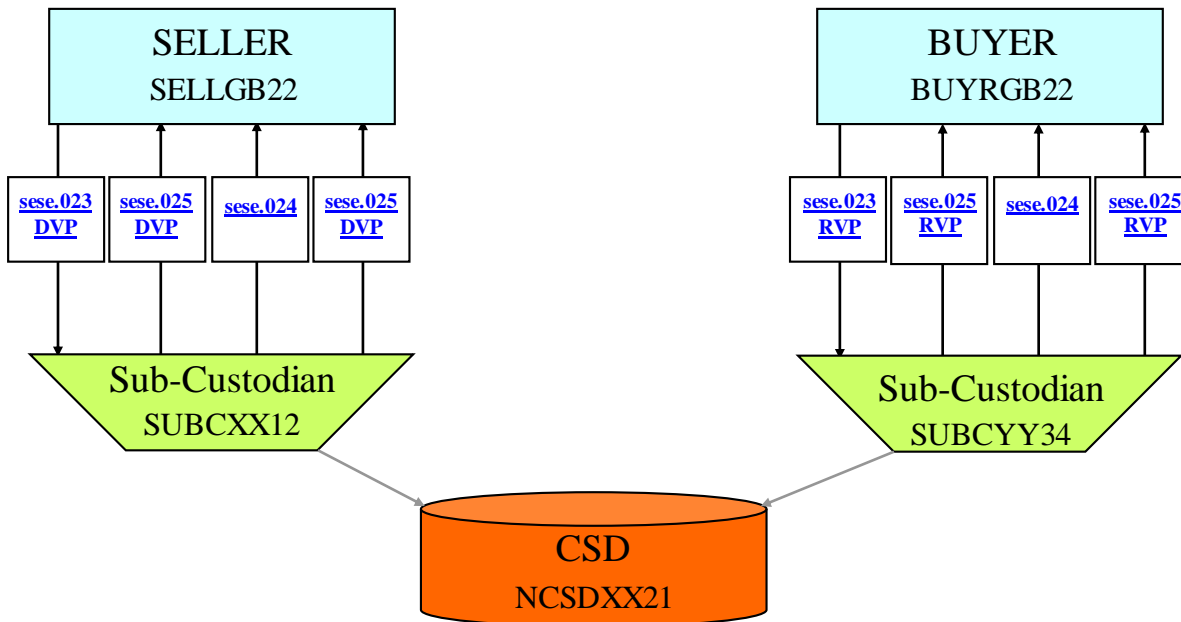 SELLER
SELLGB22
BUYER
BUYRGB22
sese.023
DVP
sese.025
DVP
sese.024
sese.025
DVP
sese.023
RVP
sese.025
RVP
sese.024
sese.025
RVP
Sub-Custodian
SUBCXX12
Sub-Custodian
SUBCYY34
CSD
NCSDXX21